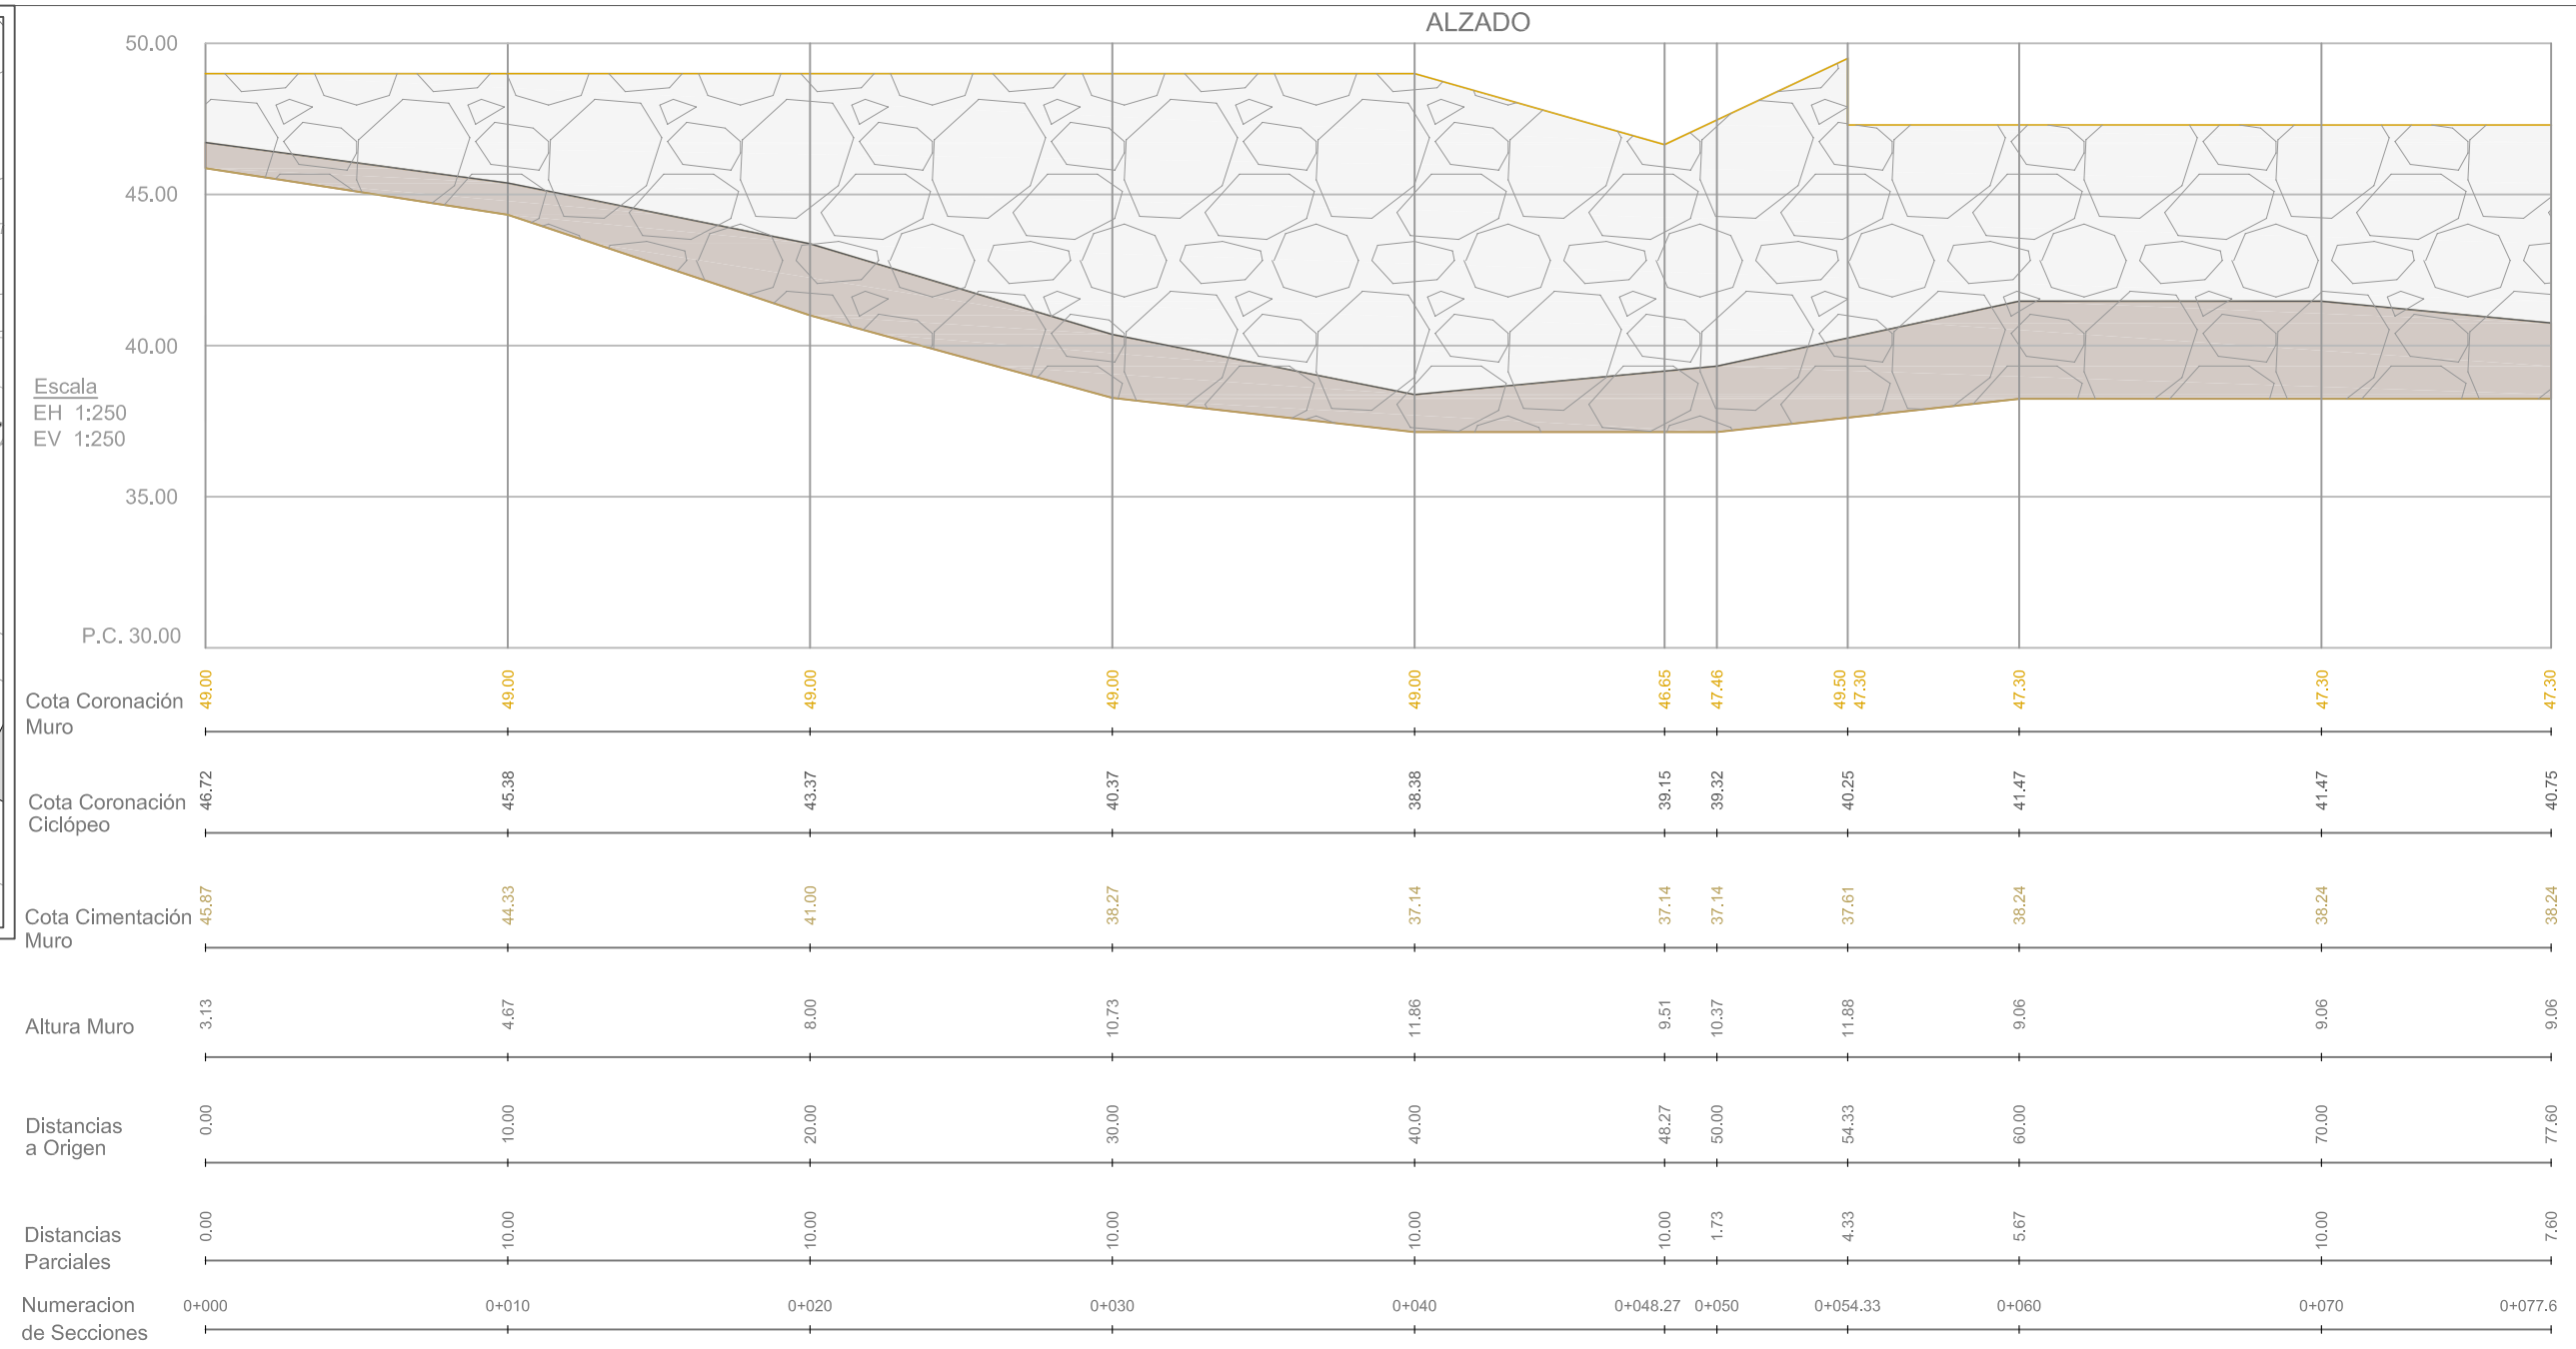 ALZADO
50.00
45.00
40.00
Escala
EH 1:250
EV 1:250
35.00
P.C. 30.00
Cota Coronación
Muro
49.00 49.00 49.00 49.00 49.00 46.65 47.46 49.50 47.30 47.30 47.30 47.30
Cota Coronación
Ciclópeo
46.72 45.38 43.37 40.37 38.38 39.15 39.32 40.25 41.47 41.47 40.75
Cota Cimentación
Muro
45.87 44.33 41.00 38.27 37.14 37.14 37.14 37.61 38.24 38.24 38.24
Altura Muro
3.13 4.67 8.00 10.73 11.86 9.51 10.37 11.88 9.06 9.06 9.06
Distancias
a Origen
0.00 10.00 20.00 30.00 40.00 48.27 50.00 54.33 60.00 70.00 77.60
Distancias
Parciales
0.00 10.00 10.00 10.00 10.00 10.00 1.73 4.33 5.67 10.00 7.60
Numeracion
de Secciones
0+000 0+010 0+020 0+030 0+040 0+048.27 0+050 0+054.33 0+060 0+070 0+077.6